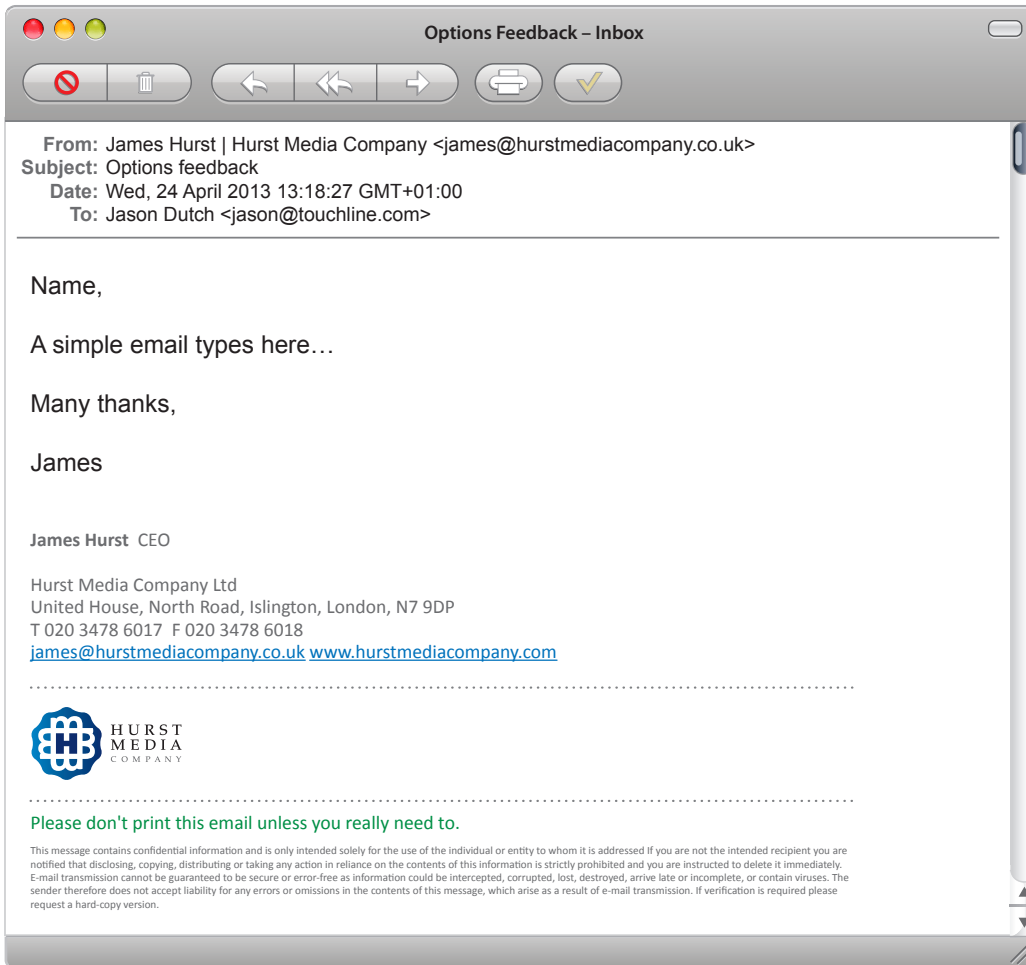 Options Feedback – Inbox
From: James Hurst | Hurst Media Company <james@hurstmediacompany.co.uk>
Subject: Options feedback
Date: Wed, 24 April 2013 13:18:27 GMT+01:00
To: Jason Dutch <jason@touchline.com>
Name,
A simple email types here…
Many thanks,
James
James Hurst CEO
Hurst Media Company Ltd
United House, North Road, Islington, London, N7 9DP
T 020 3478 6017 F 020 3478 6018
james@hurstmediacompany.co.uk www.hurstmediacompany.com
HURST
MEDIA
COMPANY
Please don't print this email unless you really need to.
This message contains confidential information and is only intended solely for the use of the individual or entity to whom it is addressed If you are not the intended recipient you are
notified that disclosing, copying, distributing or taking any action in reliance on the contents of this information is strictly prohibited and you are instructed to delete it immediately.
E-mail transmission cannot be guaranteed to be secure or error-free as information could be intercepted, corrupted, lost, destroyed, arrive late or incomplete, or contain viruses. The
sender therefore does not accept liability for any errors or omissions in the contents of this message, which arise as a result of e-mail transmission. If verification is required please
request a hard-copy version.